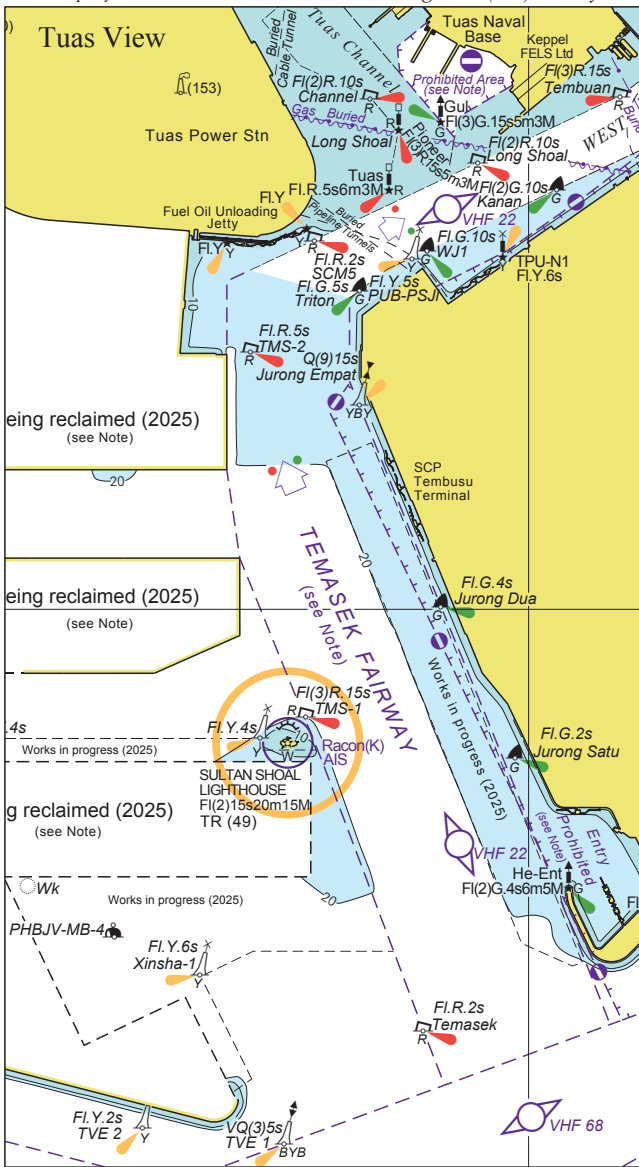 Tuas View
Tuas Naval
Base
Keppel
FELS Ltd
Buried
Cable Tunnel
Tuas Channel
Prohibited Area
(see Note)
(153)
Fl(2)R.10s
Channel
R
Gul
Fl(3)G.15s5m3M
G
Fl(3)R.15s
Tembuan
R
Gas
Buried
Tuas Power Stn
Long Shoal
R
Pioneer
Fl(3)R.15s5m3M
Fl(2)R.10s
Long Shoal
R
WEST
Tuas
Fl.R.5s6m3M
R
Fl(2)G.10s
Kanan
G
Fuel Oil Unloading
Jetty
Fl.Y
Y
Buried
Pipeline Tunnels
VHF 22
Fl.Y
Y
Fl.R.2s
SCM5
R
Fl.G.10s
WJ1
G
Fl.G.5s
Triton
G
Fl.Y.5s
PUB-PSJI
Y
TPU-N1
Fl.Y.6s
Y
10
Fl.R.5s
TMS-2
R
Q(9)15s
Jurong Empat
YBY
eing reclaimed (2025)
(see Note)
20
SCP
Tembusu
Terminal
TEMASEK FAIRWAY
(see Note)
20
eing reclaimed (2025)
(see Note)
Fl.G.4s
Jurong Dua
G
Works in progress (2025)
Fl(3)R.15s
TMS-1
R
.4s
Fl.Y.4s
Y
10
W
Racon(K)
AIS
Works in progress (2025)
Fl.G.2s
Jurong Satu
G
SULTAN SHOAL
LIGHTHOUSE
Fl(2)15s20m15M
TR (49)
g reclaimed (2025)
(see Note)
VHF 22
Entry
Prohibited
(see Note)
He-Ent
Fl(2)G.4s6m5M
G
Fl
Wk
Works in progress (2025)
20
PHBJV-MB-4
Fl.Y.6s
Xinsha-1
Y
Fl.R.2s
Temasek
R
Fl.Y.2s
TVE 2
Y
VQ(3)5s
TVE 1
BYB
VHF 68